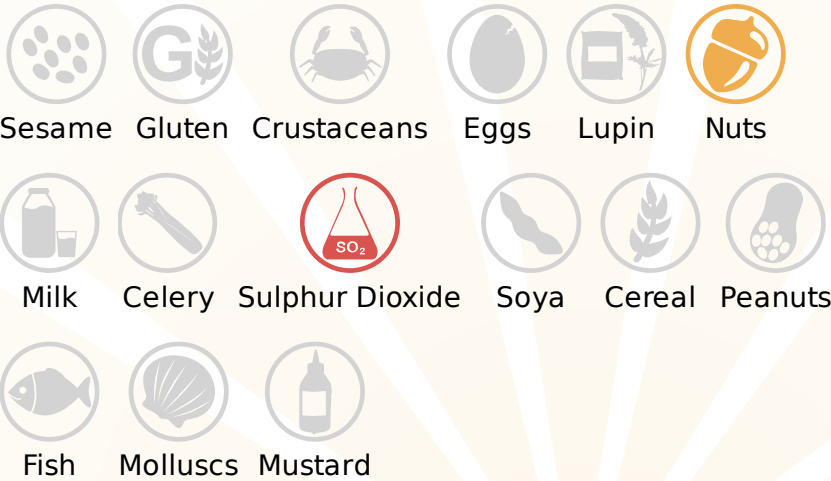 G
Sesame Gluten Crustaceans Eggs Lupin Nuts
SO₂
Milk Celery Sulphur Dioxide Soya Cereal Peanuts
Fish Molluscs Mustard